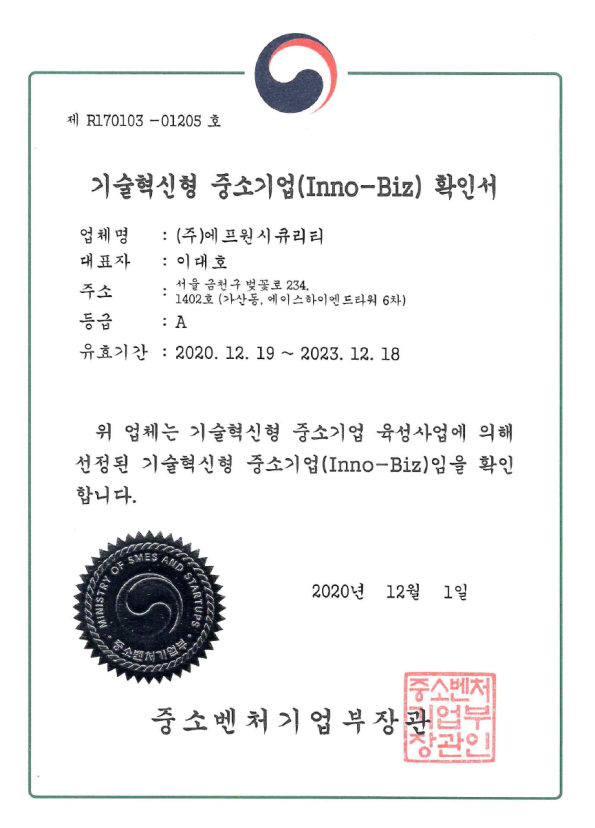 제 R170103-01205 호
기술혁신형 중소기업(Inno-Biz) 확인서
업체명 : (주)에프원시큐리티
대표자 : 이대호
주소 : 서울 금천구 벚꽃로 234,
1402호 (가산동, 에이스하이엔드타워 6차)
등급 : A
유효기간 : 2020. 12. 19 ~ 2023. 12. 18
위 업체는 기술혁신형 중소기업 육성사업에 의해
선정된 기술혁신형 중소기업(Inno-Biz)임을 확인
합니다.
MINISTRY OF SMES AND STARTUPS
중소벤처기업부
2020년 12월 1일
중소벤처기업부장관
중소벤처
기업부
장관인